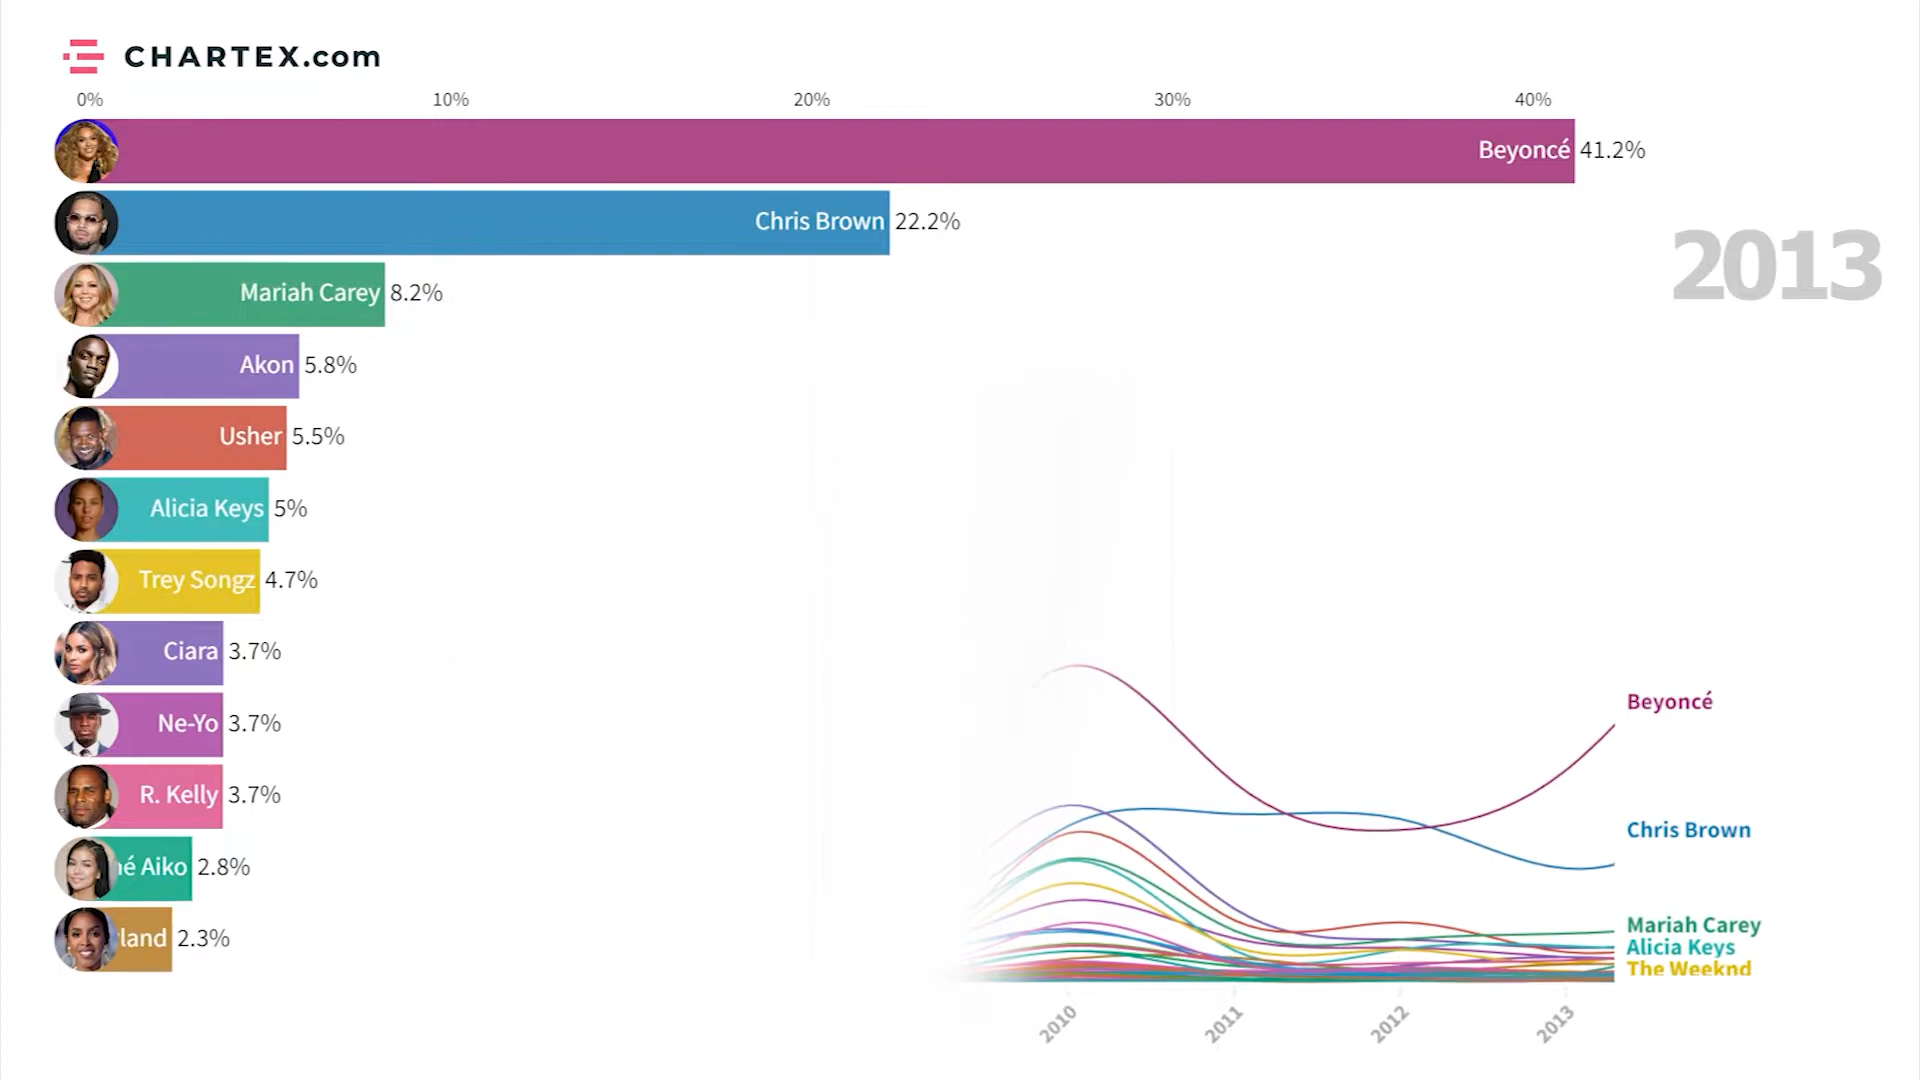 CHARTEX.com
0% 10% 20% 30% 40%
Beyoncé 41.2%
Chris Brown 22.2%
2013
Mariah Carey 8.2%
Akon 5.8%
Usher 5.5%
Alicia Keys 5%
Trey Songz 4.7%
Ciara 3.7%
Ne-Yo 3.7%
R. Kelly 3.7%
é Aiko 2.8%
land 2.3%
Beyoncé
Chris Brown
Mariah Carey
Alicia Keys
The Weeknd
2010 2011 2012 2013